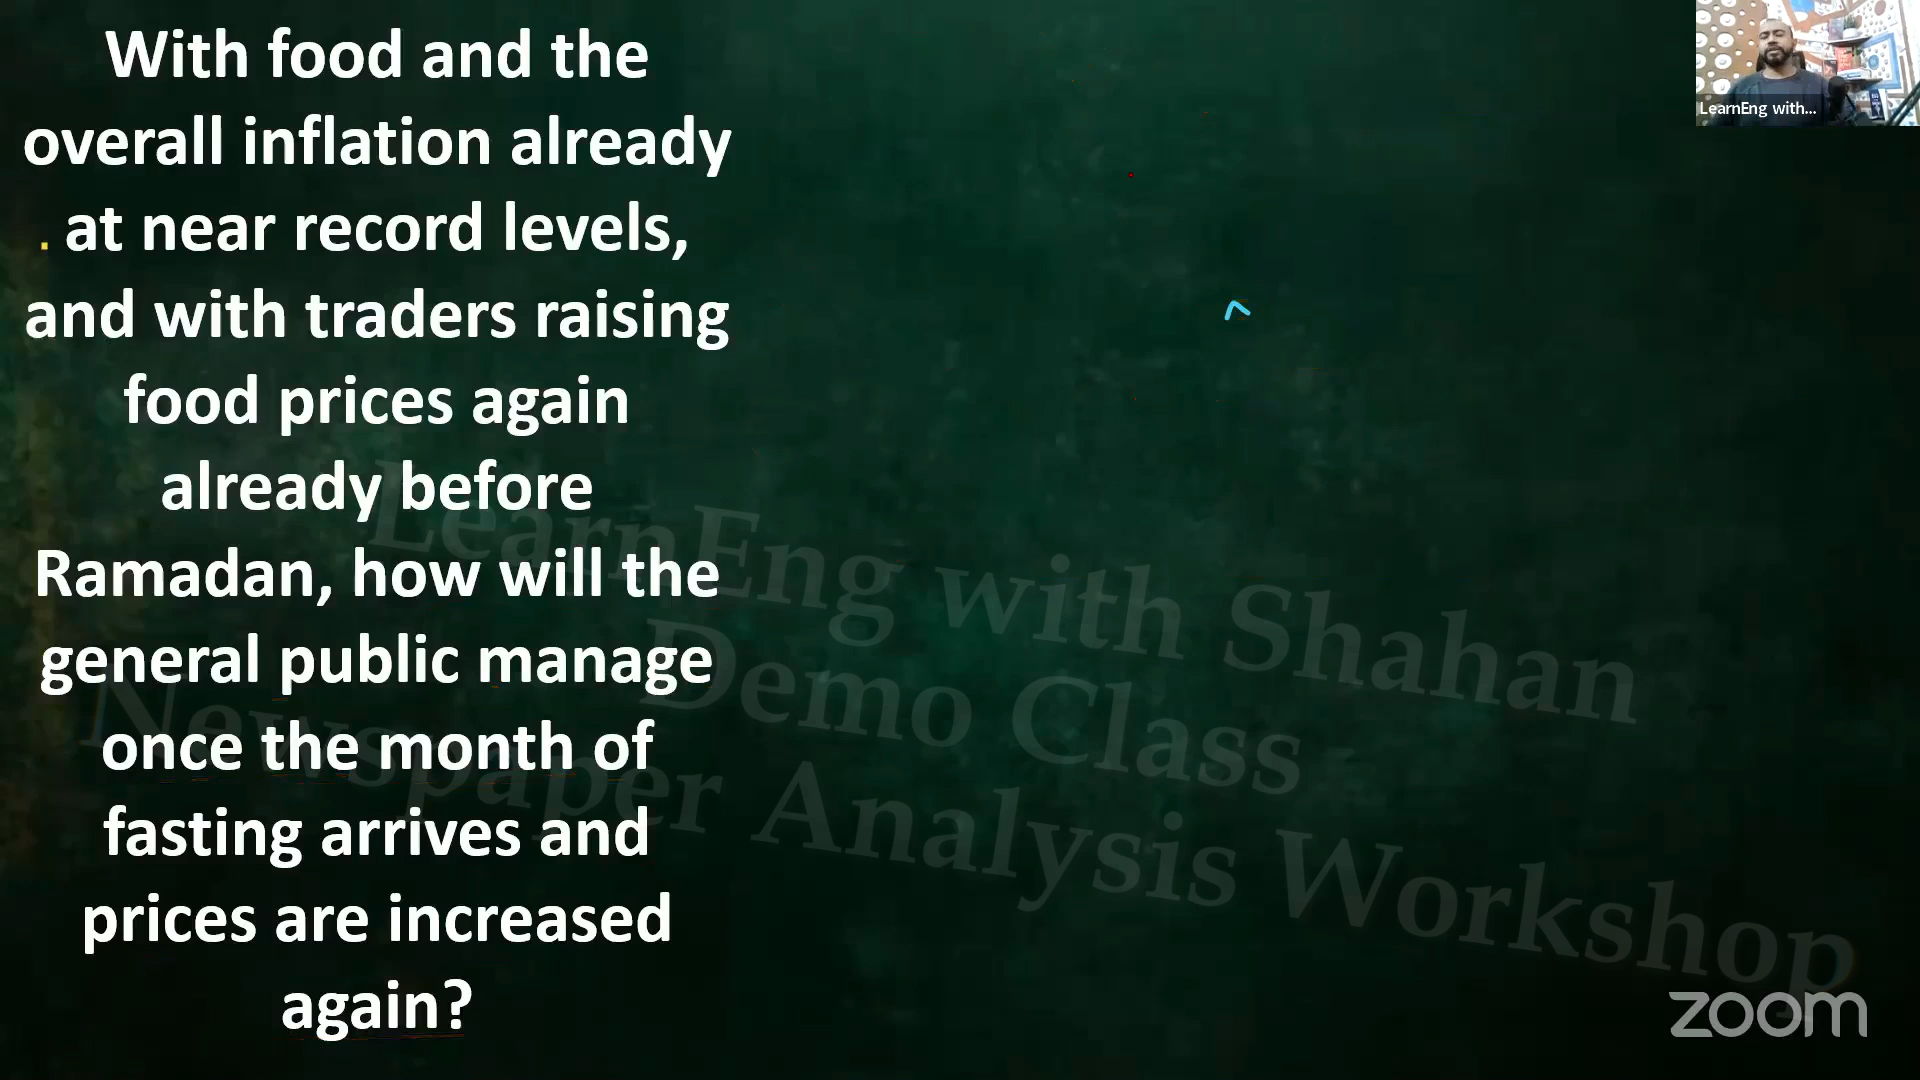 With food and the
overall inflation already
at near record levels,
and with traders raising
food prices again
already before
Ramadan, how will the
general public manage
once the month of
fasting arrives and
prices are increased
again?
LearnEng with...
LearnEng with Shahan
Demo Class
Newspaper Analysis Workshop
zoom